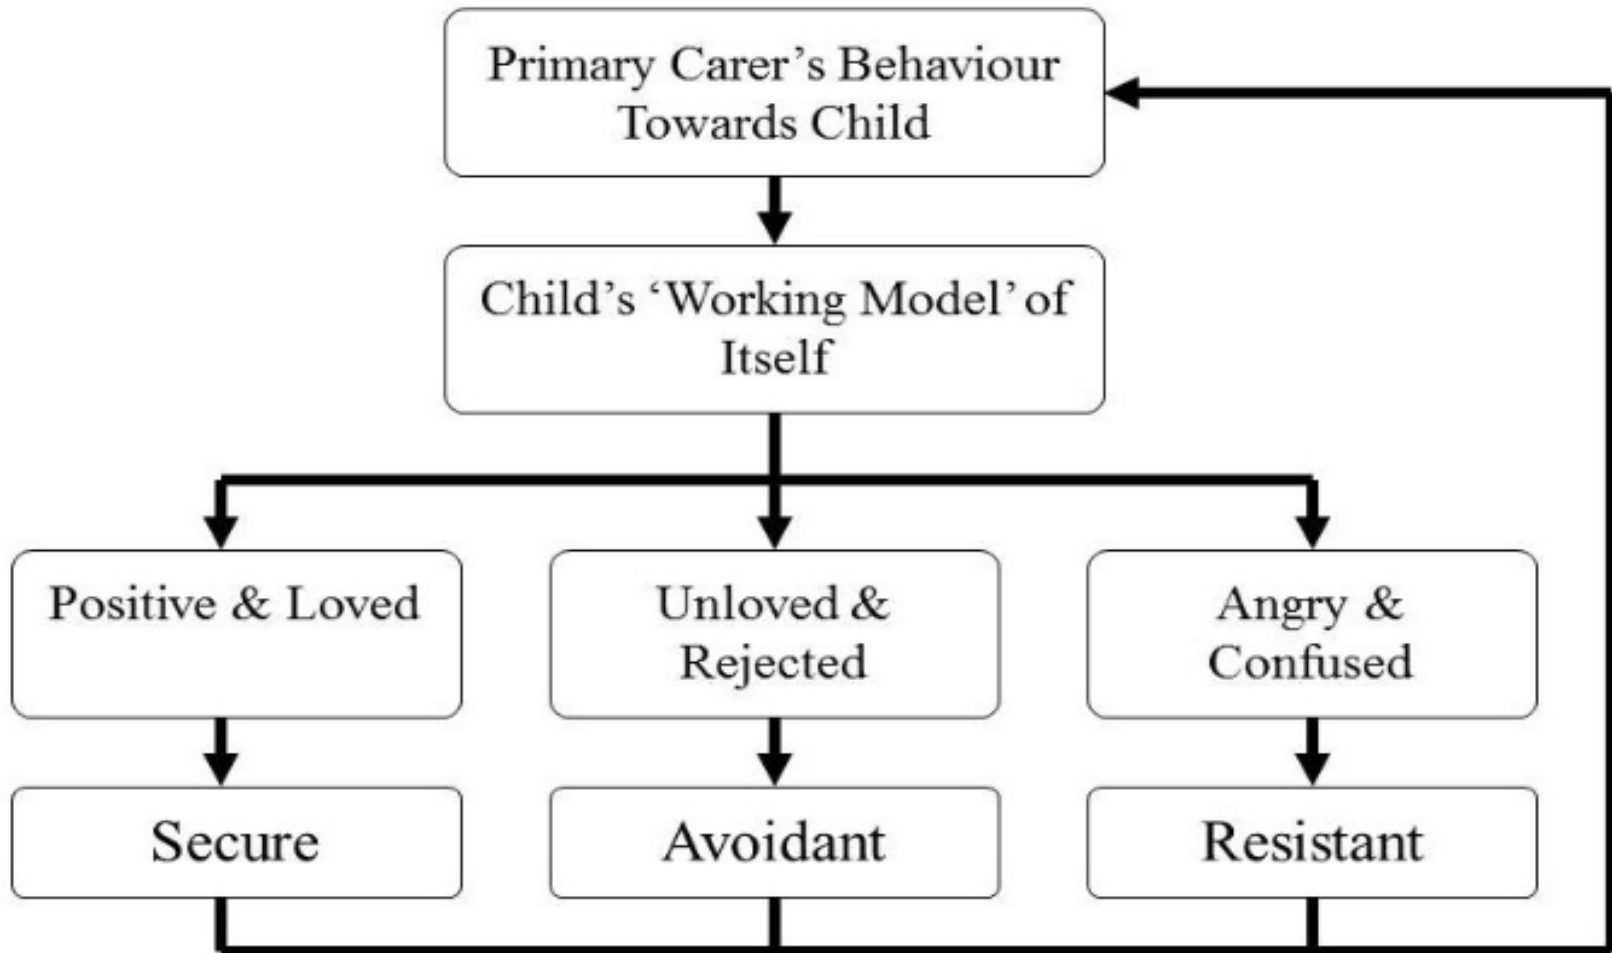 Primary Carer’s Behaviour
Towards Child
Child’s ‘Working Model’ of
Itself
Positive & Loved
Unloved &
Rejected
Angry &
Confused
Secure
Avoidant
Resistant